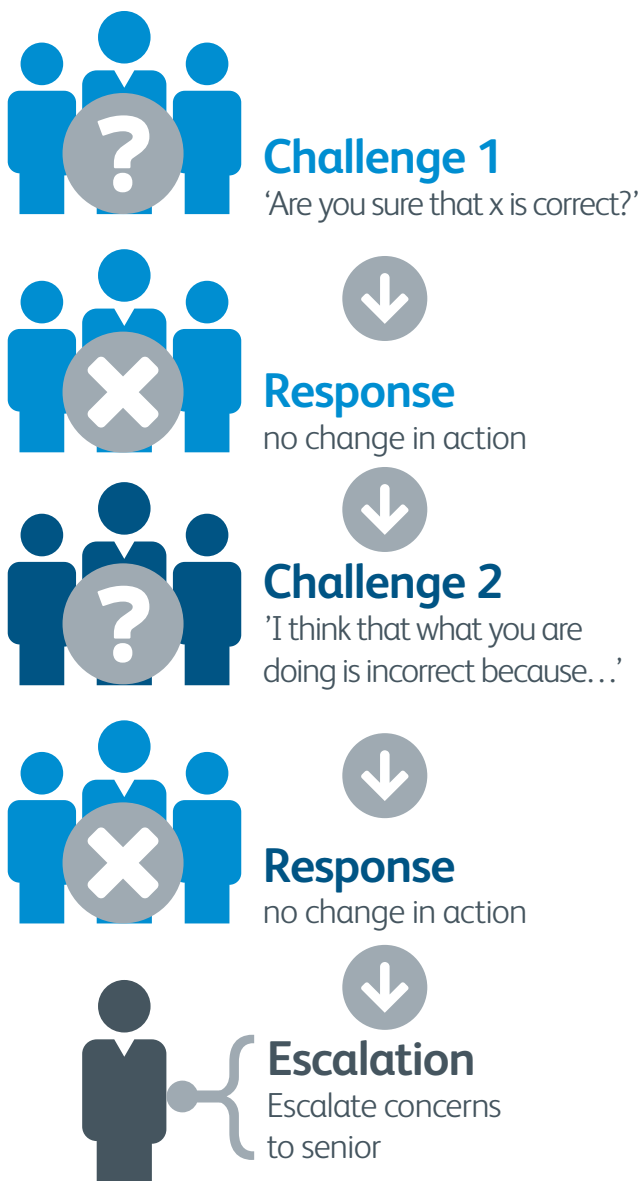 ?
Challenge 1
‘Are you sure that x is correct?’
Response
no change in action
?
Challenge 2
’I think that what you are
doing is incorrect because…’
Response
no change in action
Escalation
Escalate concerns
to senior